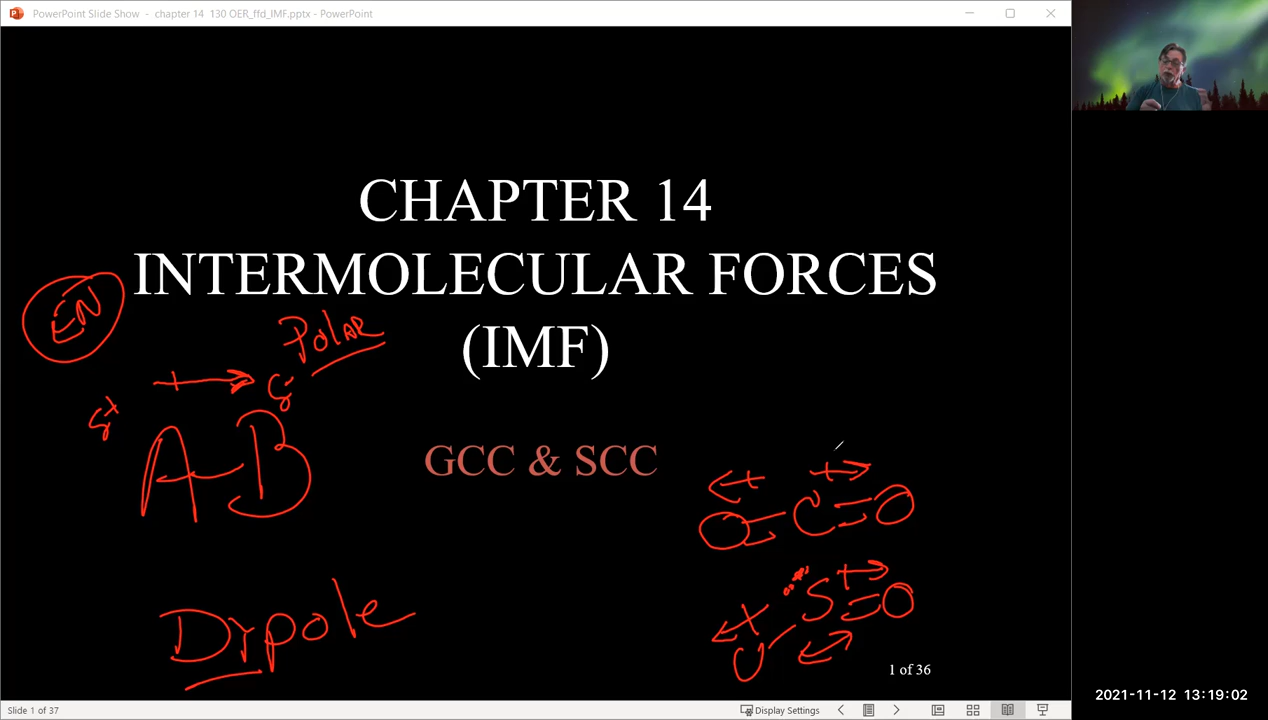 PowerPoint Slide Show - chapter 14 130 OER_ffd_IMF.pptx - PowerPoint
CHAPTER 14
INTERMOLECULAR FORCES
(IMF)
EN
POLAR
δ+
δ-
A-B
GCC & SCC
O=C=O
S=O
O
Dipole
1 of 36
Slide 1 of 37
Display Settings
2021-11-12 13:19:02